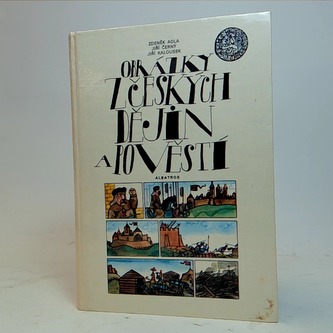 ZDENĚK ADLA
JIŘÍ ČERNÝ
JIŘÍ KALOUSEK
OBRÁZKY
Z ČESKÝCH
DĚJIN
A POVĚSTÍ
ALBATROS